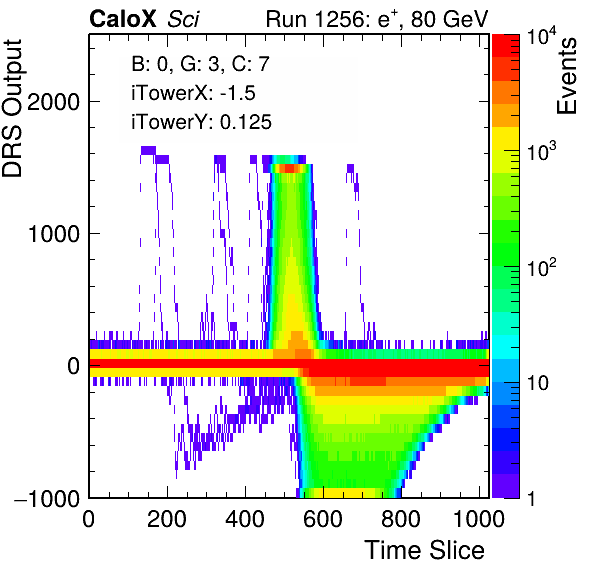 CaloX Sci Run 1256: e⁺, 80 GeV
B: 0, G: 3, C: 7
iTowerX: -1.5
iTowerY: 0.125
DRS Output
2000
1000
0
−1000
0 200 400 600 800 1000
Time Slice
Events
10⁴
10³
10²
10
1